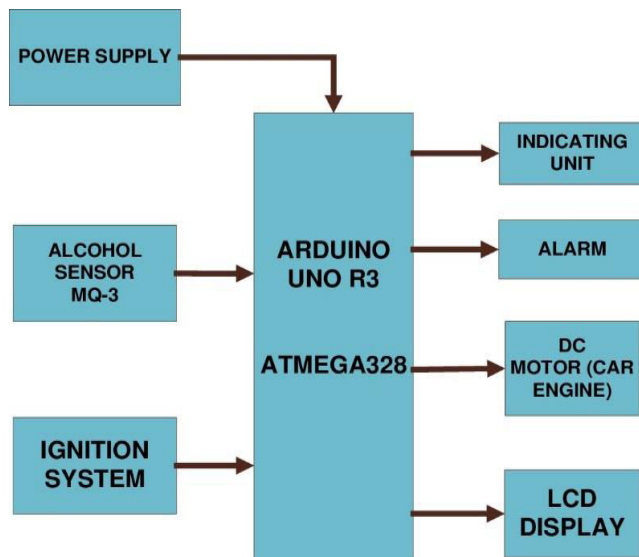 POWER SUPPLY
ALCOHOL
SENSOR
MQ-3
IGNITION
SYSTEM
ARDUINO
UNO R3
ATMEGA328
INDICATING
UNIT
ALARM
DC
MOTOR (CAR
ENGINE)
LCD
DISPLAY